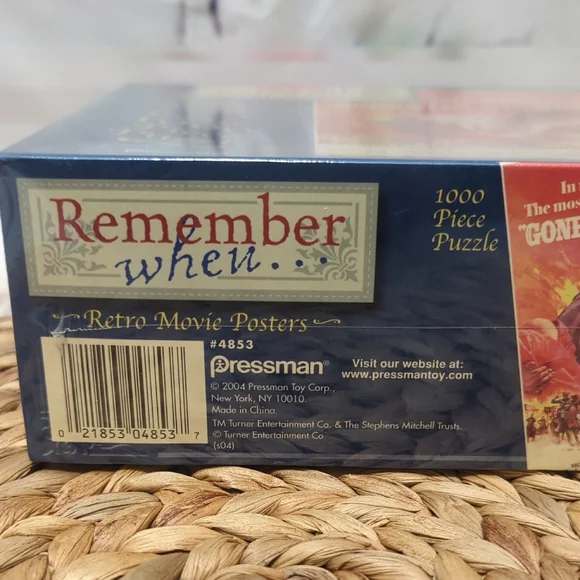 Remember
when...
1000
Piece
Puzzle
Retro Movie Posters
#4853
Pressman®
© 2004 Pressman Toy Corp.,
New York, NY 10010
Made in China.
TM Turner Entertainment Co. & The Stephens Mitchell Trusts.
© Turner Entertainment Co.
(s04)
Visit our website at:
www.pressmantoy.com
0 21853 04853 7
In
The mos
"GONE